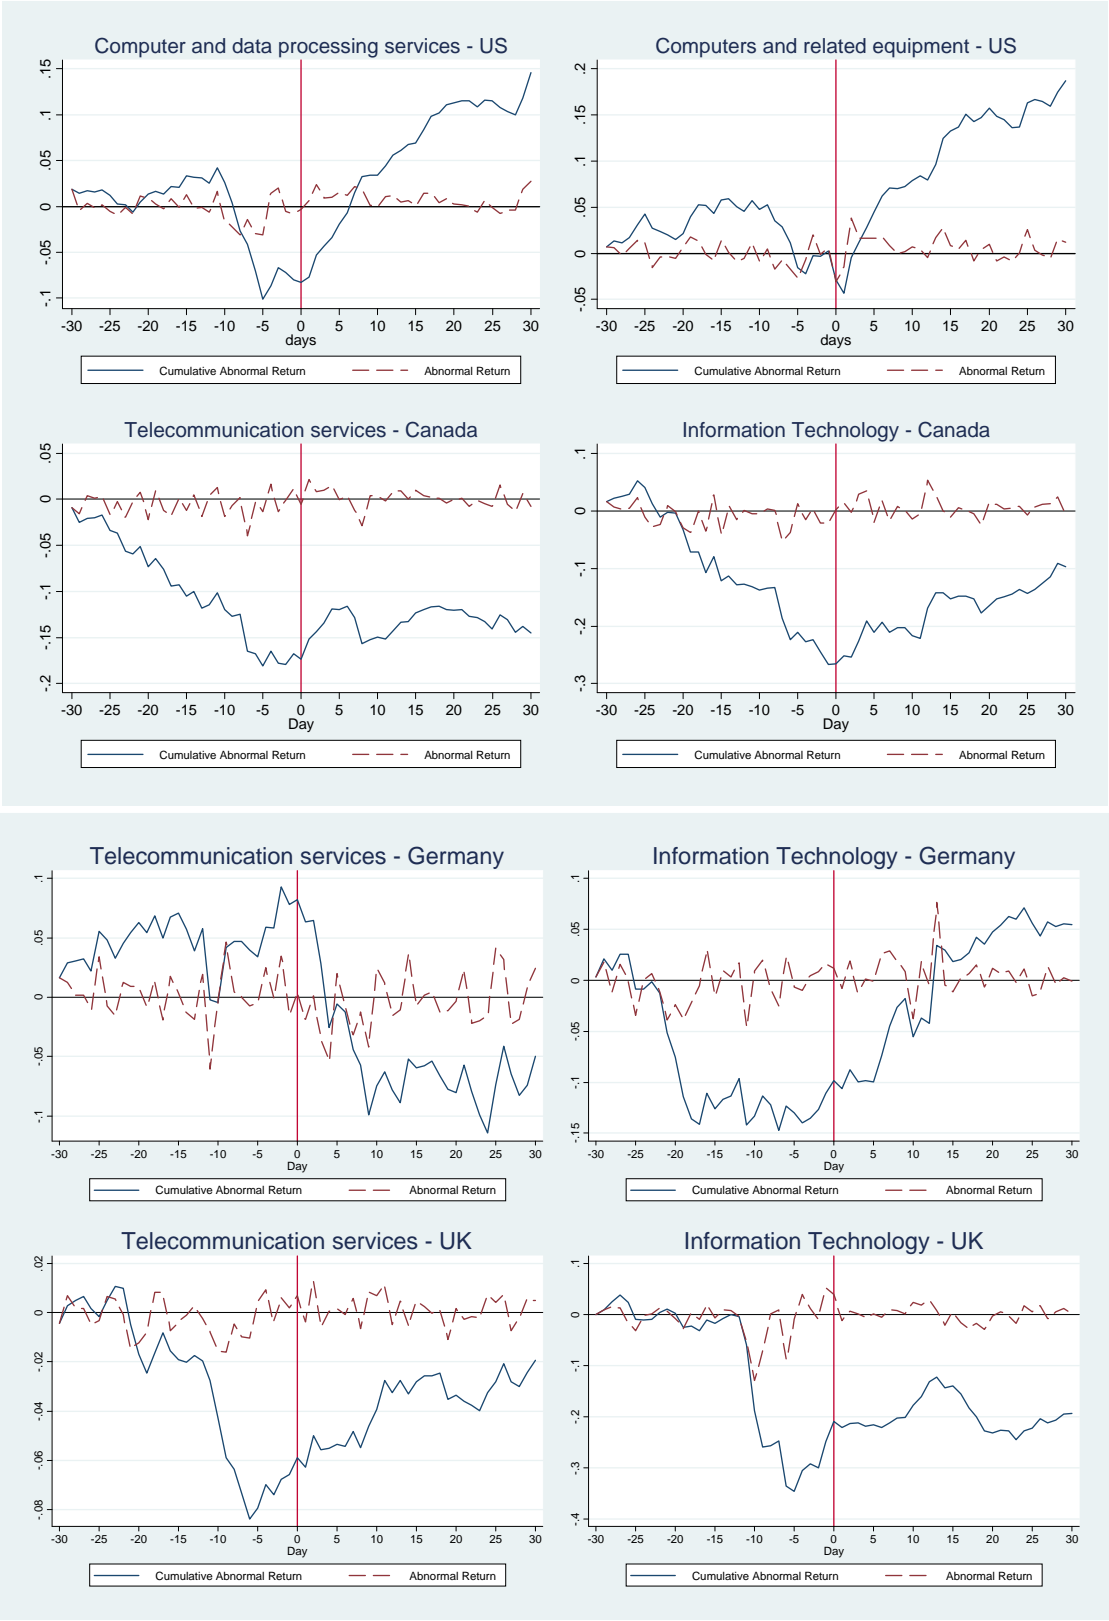 Computer and data processing services - US
.15
.1
.05
0
-.05
-.1
-30 -25 -20 -15 -10 -5 0 5 10 15 20 25 30
days
Cumulative Abnormal Return Abnormal Return
Computers and related equipment - US
.2
.15
.1
.05
0
-.05
-30 -25 -20 -15 -10 -5 0 5 10 15 20 25 30
days
Cumulative Abnormal Return Abnormal Return
Telecommunication services - Canada
.05
0
-.05
-.1
-.15
-.2
-30 -25 -20 -15 -10 -5 0 5 10 15 20 25 30
Day
Cumulative Abnormal Return Abnormal Return
Information Technology - Canada
.1
0
-.1
-.2
-.3
-30 -25 -20 -15 -10 -5 0 5 10 15 20 25 30
Day
Cumulative Abnormal Return Abnormal Return
Telecommunication services - Germany
.1
.05
0
-.05
-.1
-30 -25 -20 -15 -10 -5 0 5 10 15 20 25 30
Day
Cumulative Abnormal Return Abnormal Return
Information Technology - Germany
.1
.05
0
-.05
-.1
-.15
-30 -25 -20 -15 -10 -5 0 5 10 15 20 25 30
Day
Cumulative Abnormal Return Abnormal Return
Telecommunication services - UK
.02
0
-.02
-.04
-.06
-.08
-30 -25 -20 -15 -10 -5 0 5 10 15 20 25 30
Day
Cumulative Abnormal Return Abnormal Return
Information Technology - UK
.1
0
-.1
-.2
-.3
-.4
-30 -25 -20 -15 -10 -5 0 5 10 15 20 25 30
Day
Cumulative Abnormal Return Abnormal Return